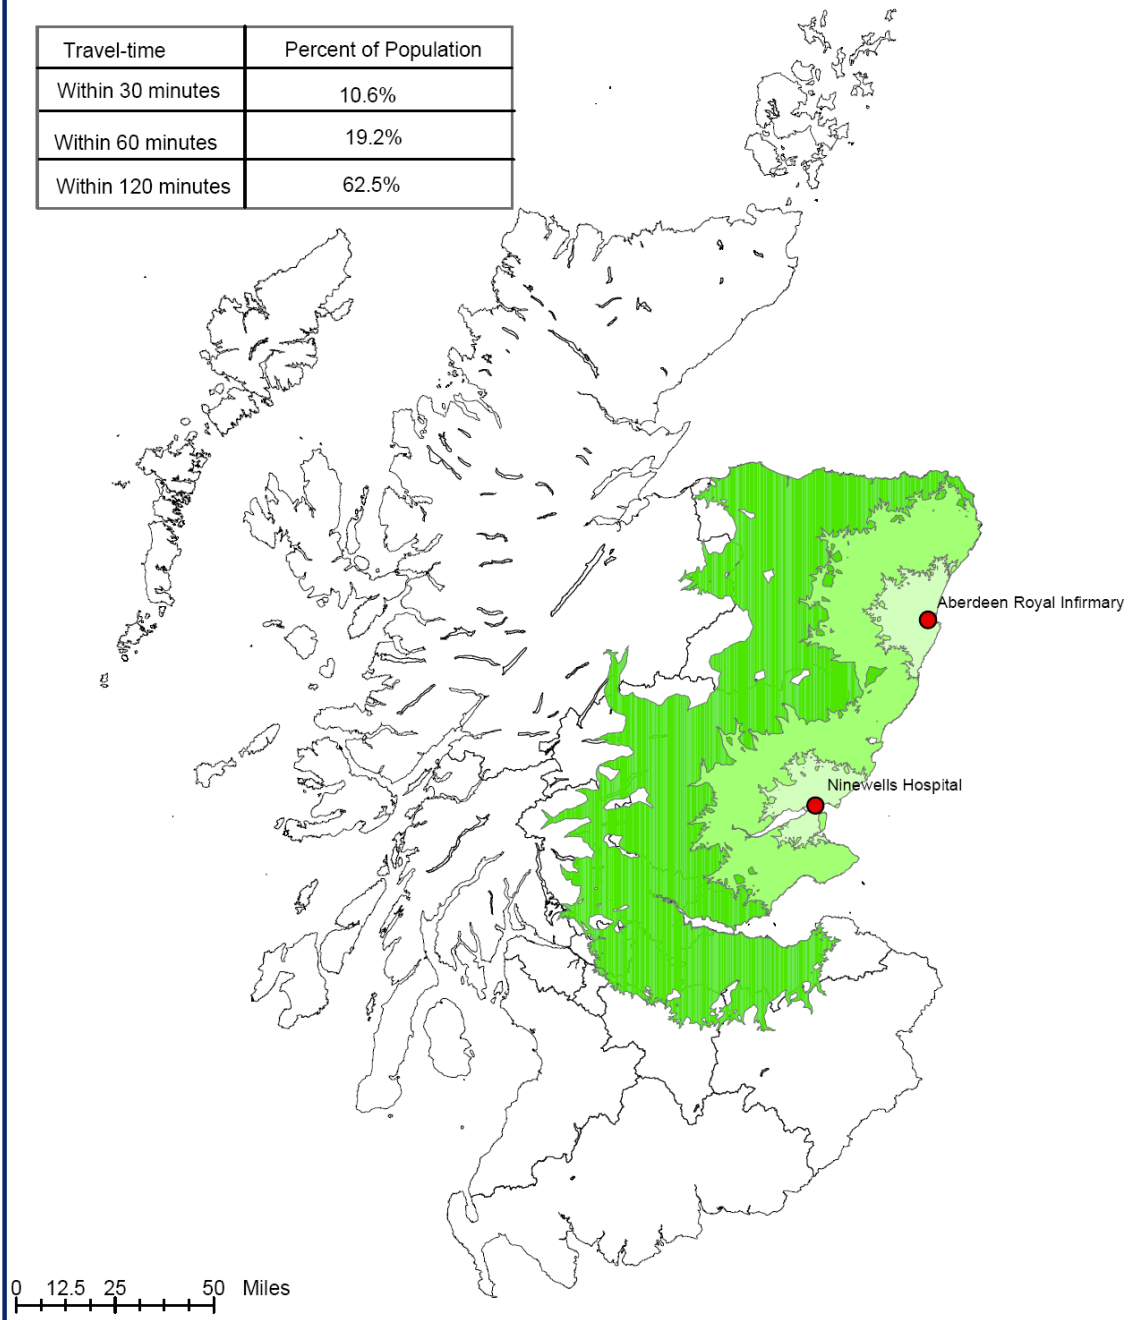 Travel-time Percent of Population
Within 30 minutes 10.6%
Within 60 minutes 19.2%
Within 120 minutes 62.5%
Aberdeen Royal Infirmary
Ninewells Hospital
0 12.5 25 50 Miles